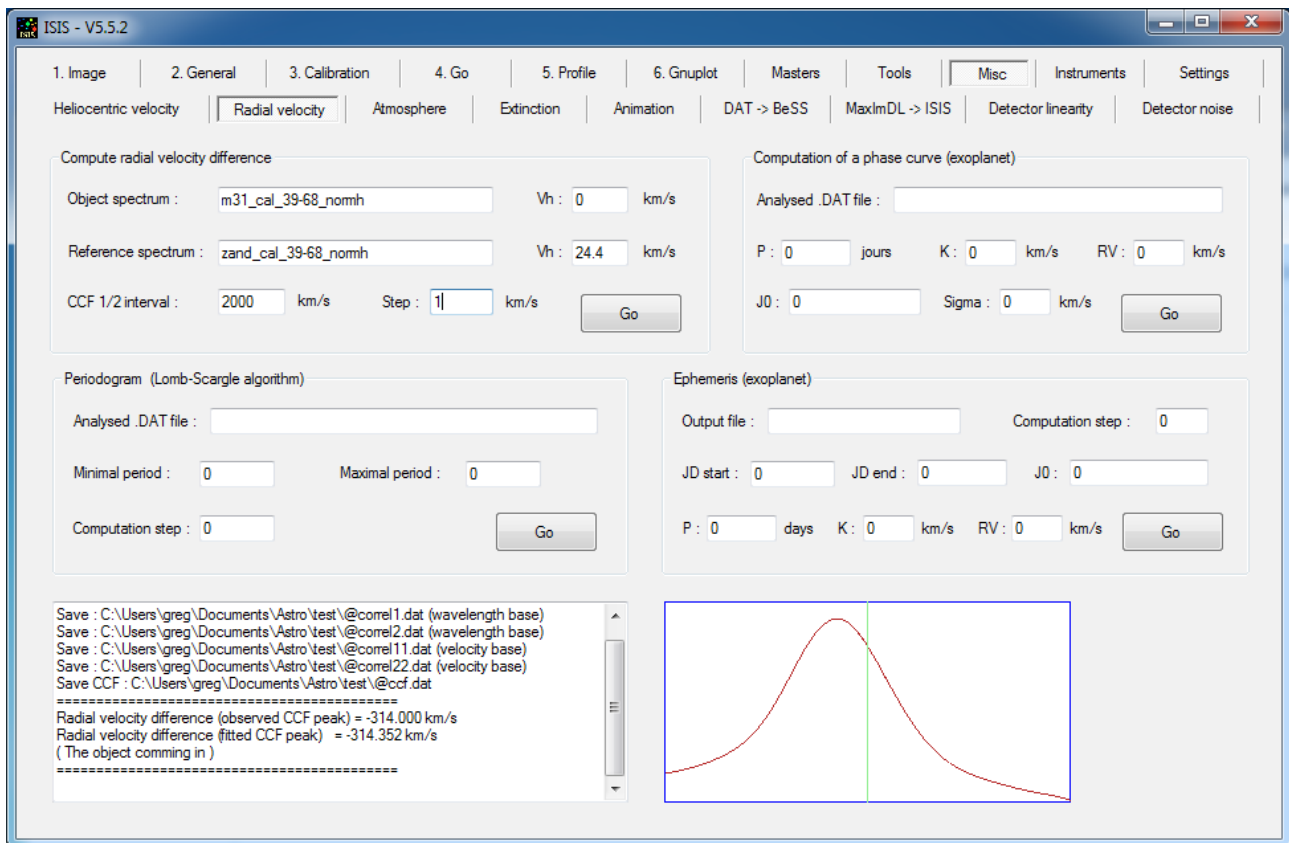 ISIS - V5.5.2
1. Image 2. General 3. Calibration 4. Go 5. Profile 6. Gnuplot Masters Tools Misc Instruments Settings
Heliocentric velocity Radial velocity Atmosphere Extinction Animation DAT -> BeSS MaxImDL -> ISIS Detector linearity Detector noise
Compute radial velocity difference
Object spectrum : m31_cal_39-68_normh Vh : 0 km/s
Reference spectrum : zand_cal_39-68_normh Vh : 24.4 km/s
CCF 1/2 interval : 2000 km/s Step : 1 km/s Go
Computation of a phase curve (exoplanet)
Analysed .DAT file :
P : 0 jours K : 0 km/s RV : 0 km/s
J0 : 0 Sigma : 0 km/s Go
Periodogram (Lomb-Scargle algorithm)
Analysed .DAT file :
Minimal period : 0 Maximal period : 0
Computation step : 0 Go
Ephemeris (exoplanet)
Output file : Computation step : 0
JD start : 0 JD end : 0 J0 : 0
P : 0 days K : 0 km/s RV : 0 km/s Go
Save : C:\Users\greg\Documents\Astro\test\@correl1.dat (wavelength base)
Save : C:\Users\greg\Documents\Astro\test\@correl2.dat (wavelength base)
Save : C:\Users\greg\Documents\Astro\test\@correl11.dat (velocity base)
Save : C:\Users\greg\Documents\Astro\test\@correl22.dat (velocity base)
Save CCF : C:\Users\greg\Documents\Astro\test\@ccf.dat
==========================================
Radial velocity difference (observed CCF peak) = -314.000 km/s
Radial velocity difference (fitted CCF peak) = -314.352 km/s
( The object comming in )
==========================================